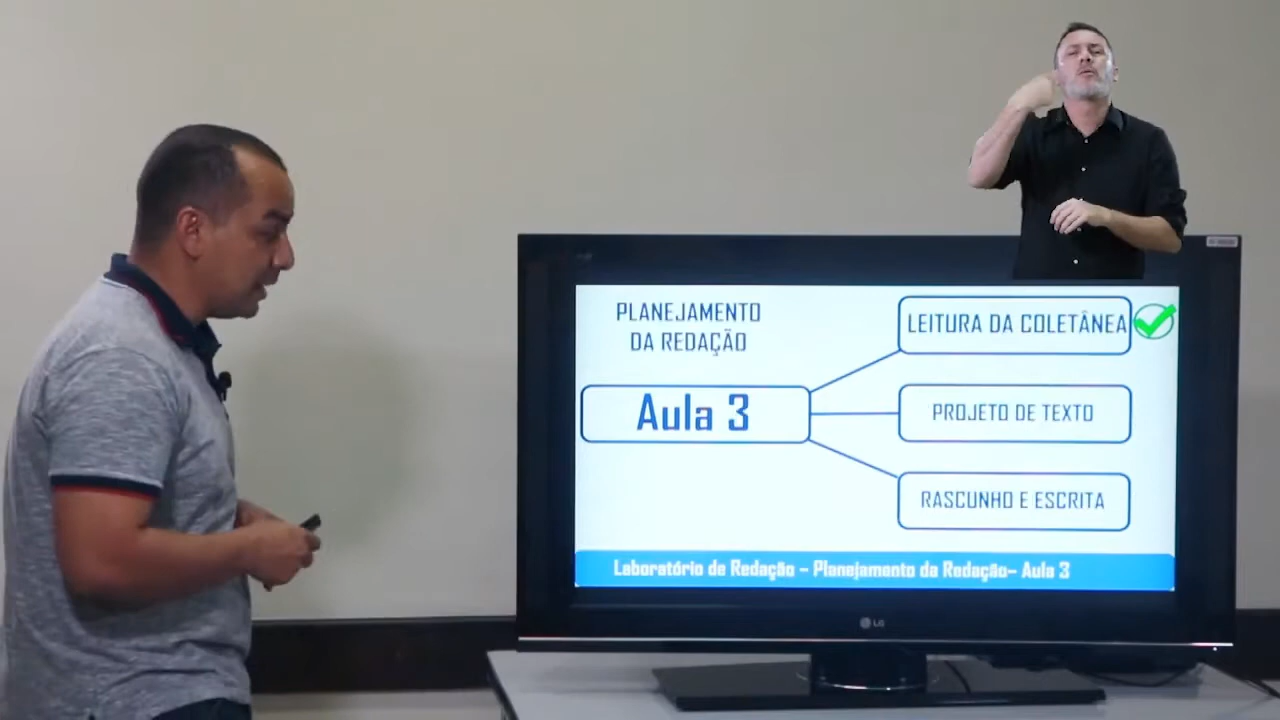 PLANEJAMENTO
DA REDAÇÃO
Aula 3
LEITURA DA COLETÂNEA
PROJETO DE TEXTO
RASCUNHO E ESCRITA
Laboratório de Redação – Planejamento da Redação– Aula 3
LG